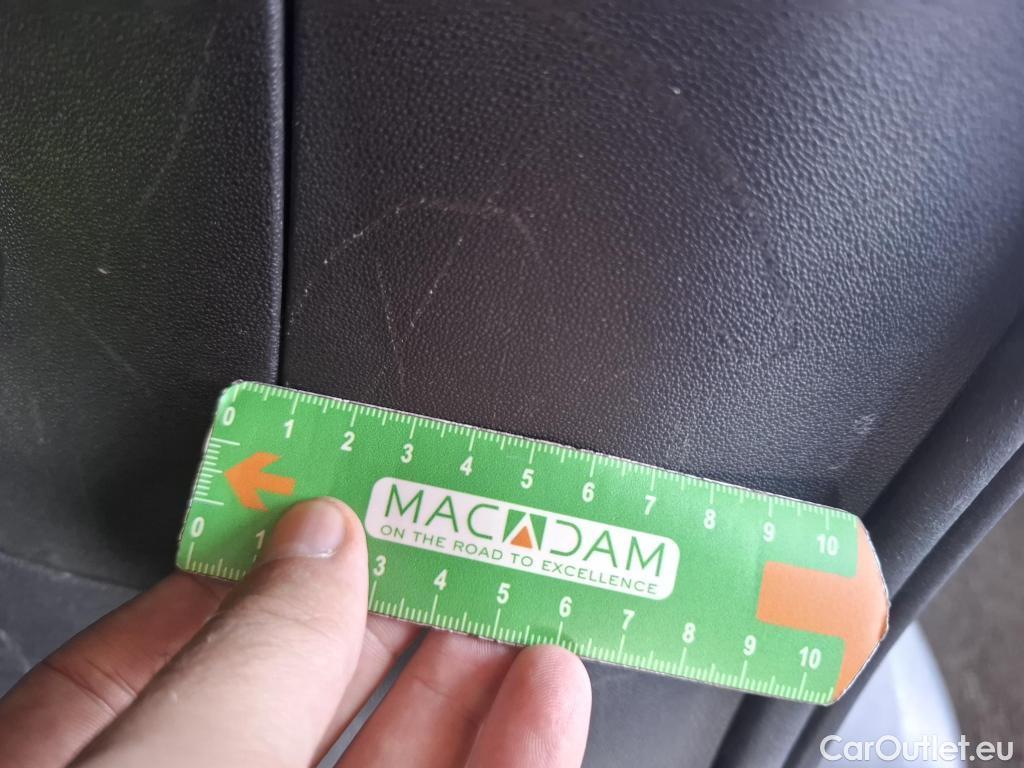 0 1 2 3 4 5 6 7 8 9 10
MACADAM
ON THE ROAD TO EXCELLENCE
0 1 3 4 5 6 7 8 9 10
CarOutlet.eu